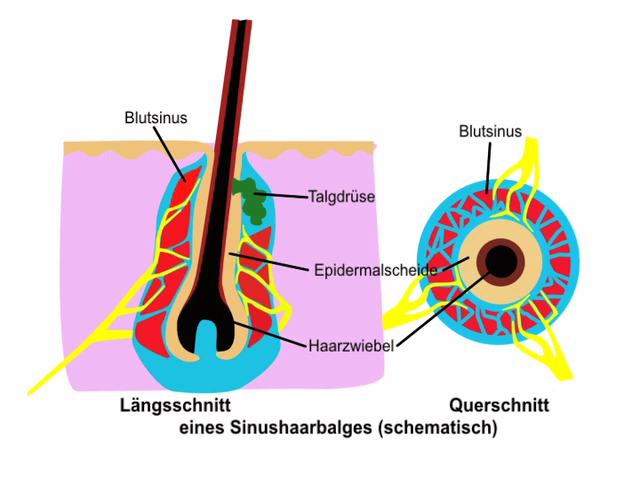 Blutsinus
Blutsinus
Talgdrüse
Epidermalscheide
Haarzwiebel
Längsschnitt
Querschnitt
eines Sinushaarbalges (schematisch)